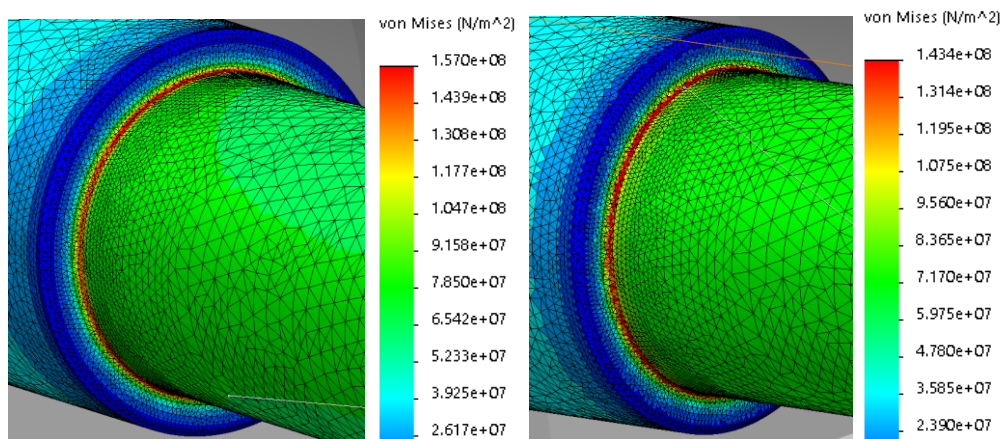 von Mises (N/m^2)
1.570e+08
1.439e+08
1.308e+08
1.177e+08
1.047e+08
9.158e+07
7.850e+07
6.542e+07
5.233e+07
3.925e+07
2.617e+07
von Mises (N/m^2)
1.434e+08
1.314e+08
1.195e+08
1.075e+08
9.560e+07
8.365e+07
7.170e+07
5.975e+07
4.780e+07
3.585e+07
2.390e+07